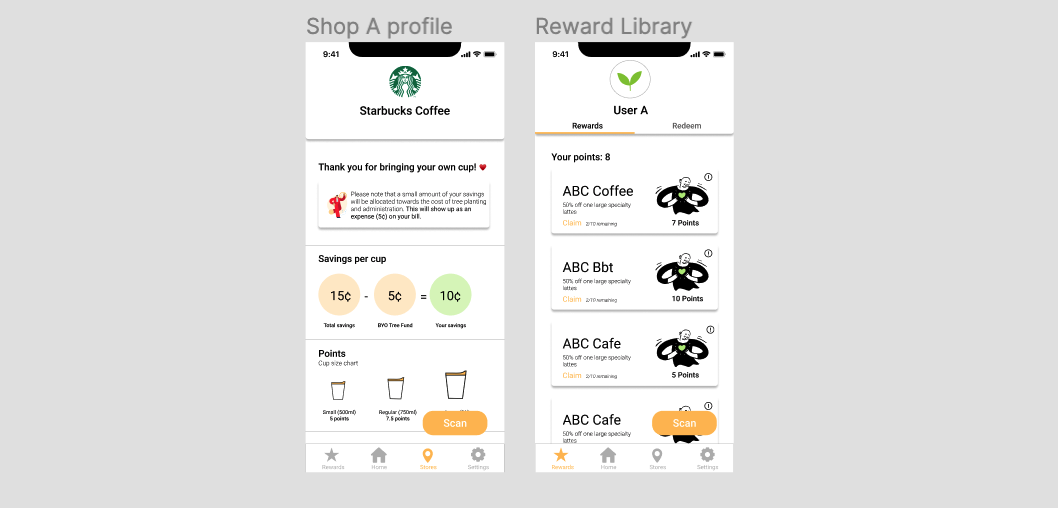 Shop A profile
9:41
Starbucks Coffee
Thank you for bringing your own cup!
Please note that a small amount of your savings
will be allocated towards the cost of tree planting
and administration. This will show up as an
expense (5¢) on your bill.
Savings per cup
15¢ - 5¢ = 10¢
Total savings BYO Tree Fund Your savings
Points
Cup size chart
Small (500ml) Regular (750ml)
5 points 7.5 points
Scan
Rewards Home Stores Settings
Reward Library
9:41
User A
Rewards Redeem
Your points: 8
ABC Coffee
50% off one large specialty
lattes
Claim 2/10 remaining
7 Points
ABC Bbt
50% off one large specialty
lattes
Claim 2/10 remaining
10 Points
ABC Cafe
50% off one large specialty
lattes
Claim 2/10 remaining
5 Points
ABC Cafe
50% off one large specialty
lattes
Scan
Rewards Home Stores Settings